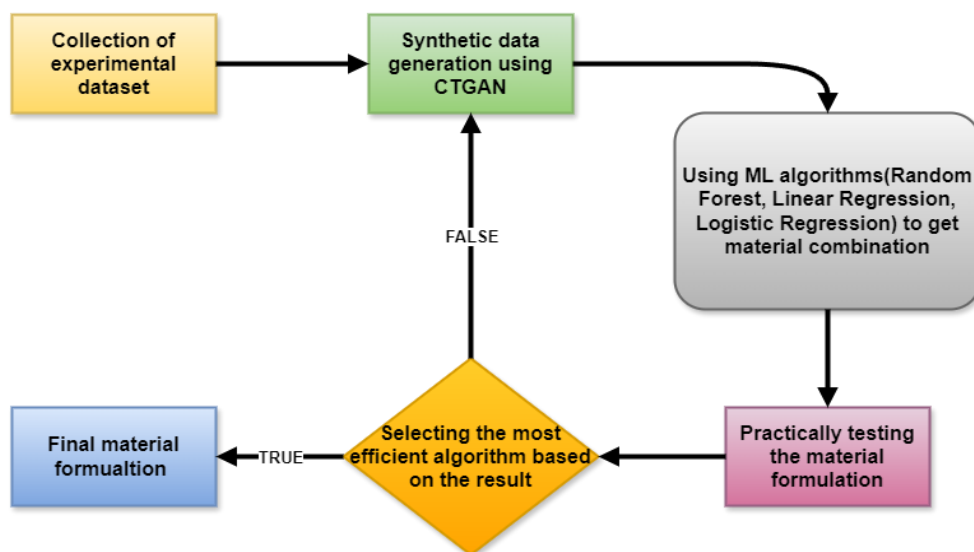 Collection of
experimental
dataset
Synthetic data
generation using
CTGAN
Using ML algorithms(Random
Forest, Linear Regression,
Logistic Regression) to get
material combination
FALSE
Final material
formualtion
TRUE
Selecting the most
efficient algorithm based
on the result
Practically testing
the material
formulation